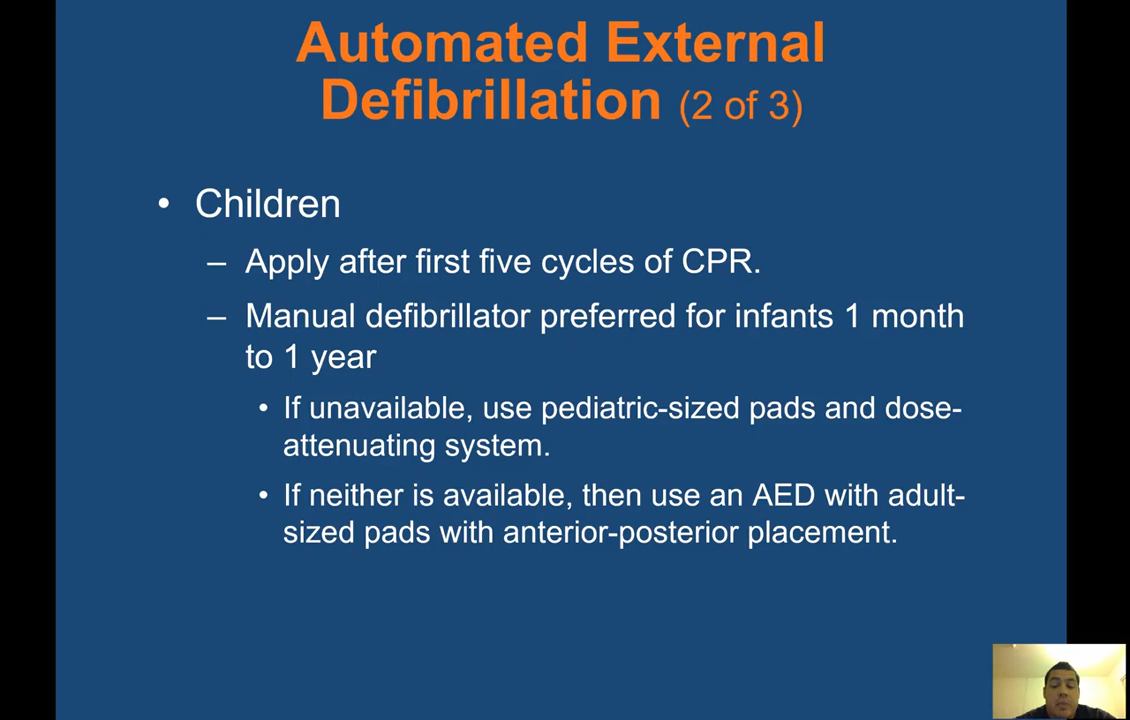 Automated External
Defibrillation (2 of 3)
• Children
– Apply after first five cycles of CPR.
– Manual defibrillator preferred for infants 1 month
to 1 year
• If unavailable, use pediatric-sized pads and dose-
attenuating system.
• If neither is available, then use an AED with adult-
sized pads with anterior-posterior placement.